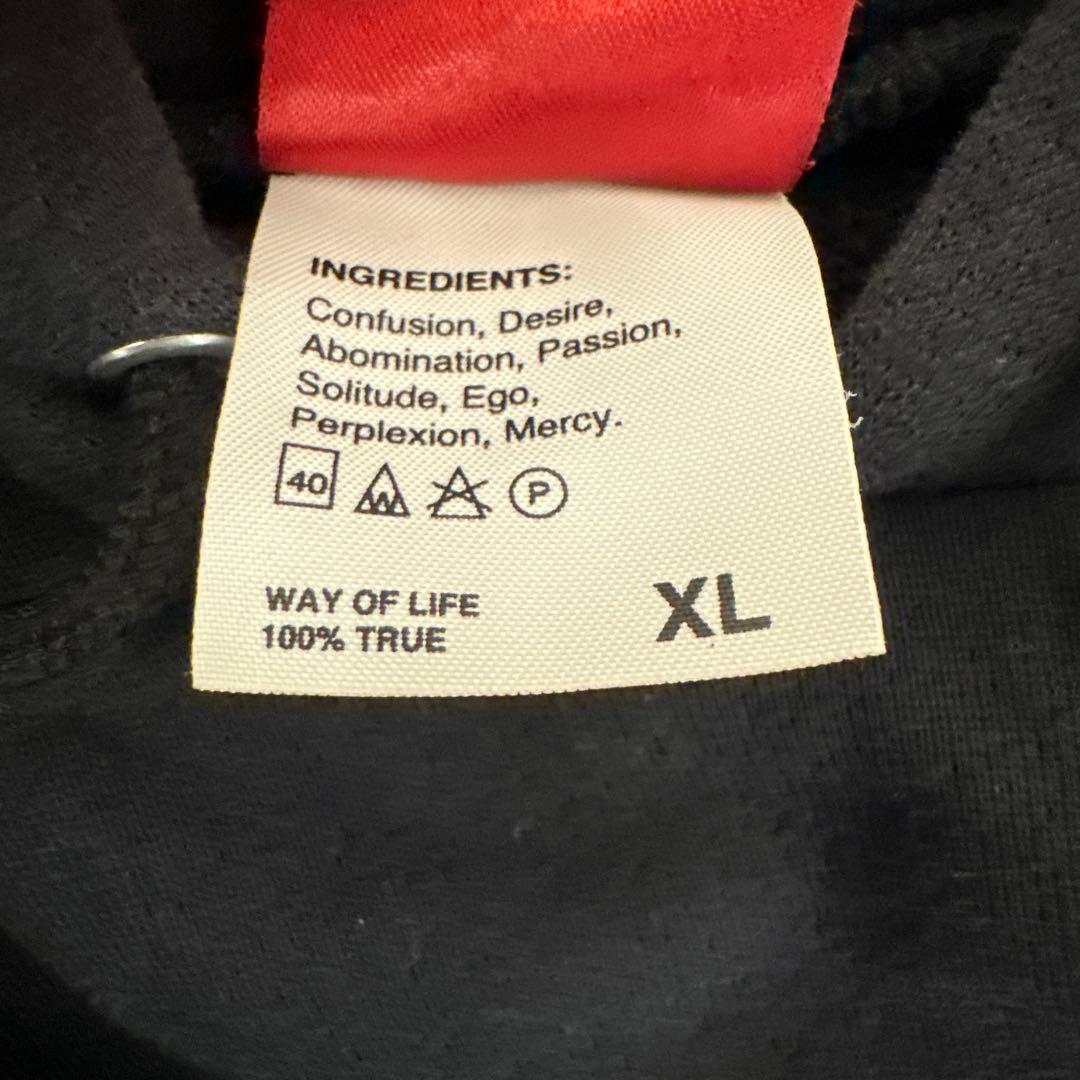 INGREDIENTS:
Confusion, Desire,
Abomination, Passion,
Solitude, Ego,
Perplexion, Mercy.
40 W P
WAY OF LIFE
100% TRUE
XL